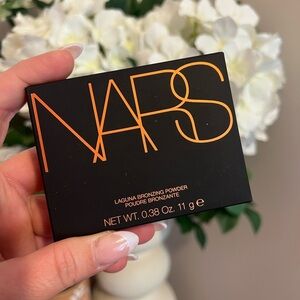 NARS
LAGUNA BRONZING POWDER
POUDRE BRONZANTE
NET WT. 0.38 Oz. 11 g ℮